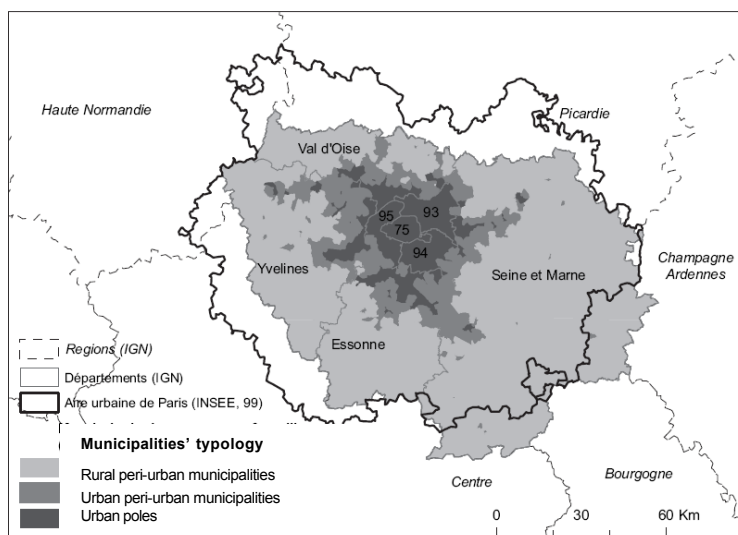 Haute Normandie
Picardie
Val d'Oise
95
93
75
94
Champagne
Ardennes
Yvelines
Seine et Marne
Essonne
Regions (IGN)
Départements (IGN)
Aire urbaine de Paris (INSEE, 99)
Municipalities' typology
Rural peri-urban municipalities
Urban peri-urban municipalities
Urban poles
Centre
Bourgogne
0 30 60 Km